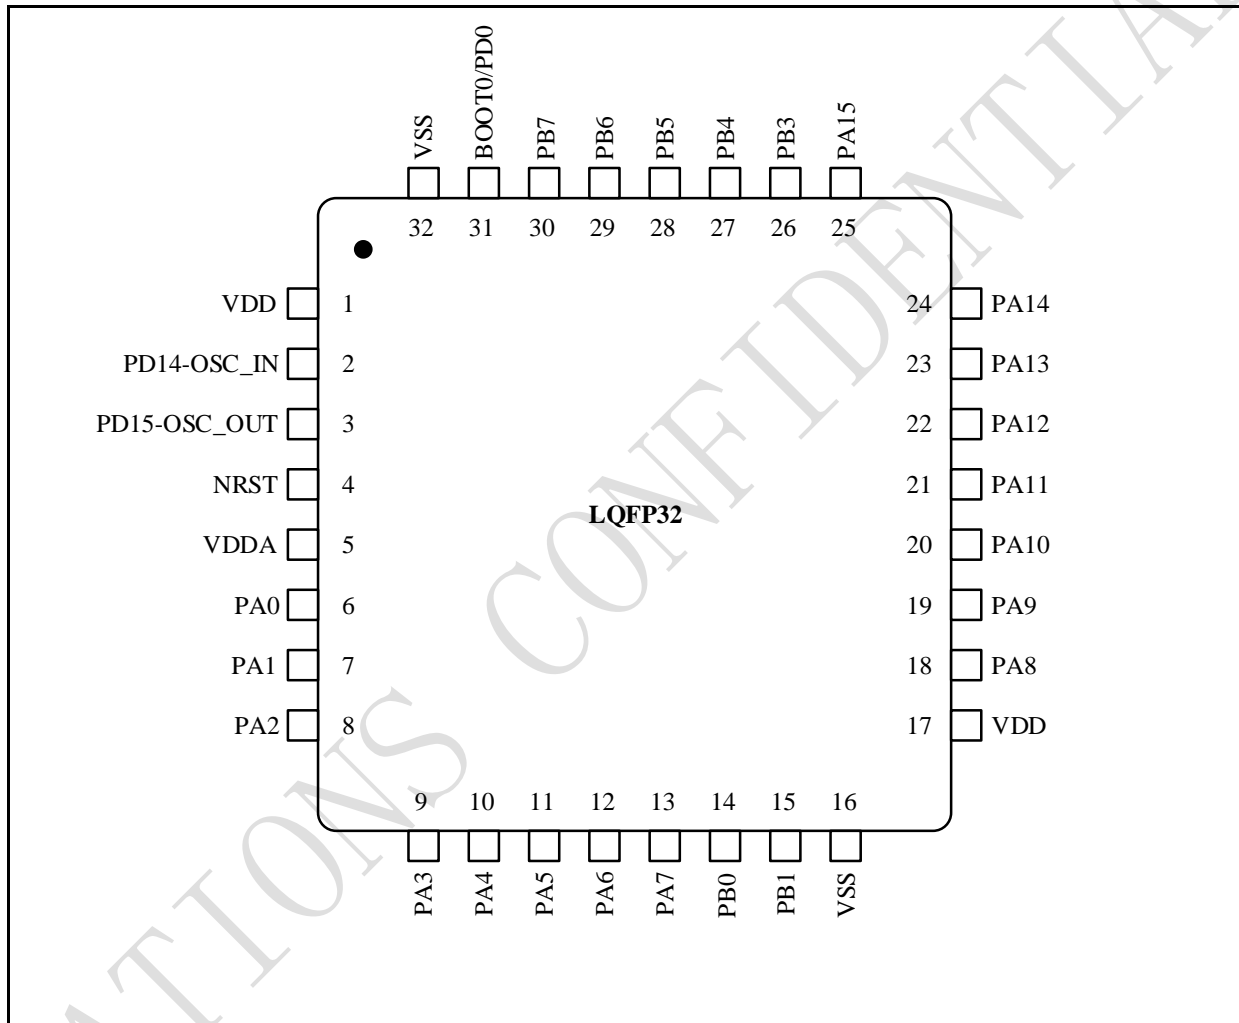 VSS
BOOT0/PD0
PB7
PB6
PB5
PB4
PB3
PA15
32 31 30 29 28 27 26 25
VDD 1
PD14-OSC_IN 2
PD15-OSC_OUT 3
NRST 4
VDDA 5
PA0 6
PA1 7
PA2 8
24 PA14
23 PA13
22 PA12
21 PA11
20 PA10
19 PA9
18 PA8
17 VDD
LQFP32
9 10 11 12 13 14 15 16
PA3
PA4
PA5
PA6
PA7
PB0
PB1
VSS
ATIONS CONFIDENTIAL